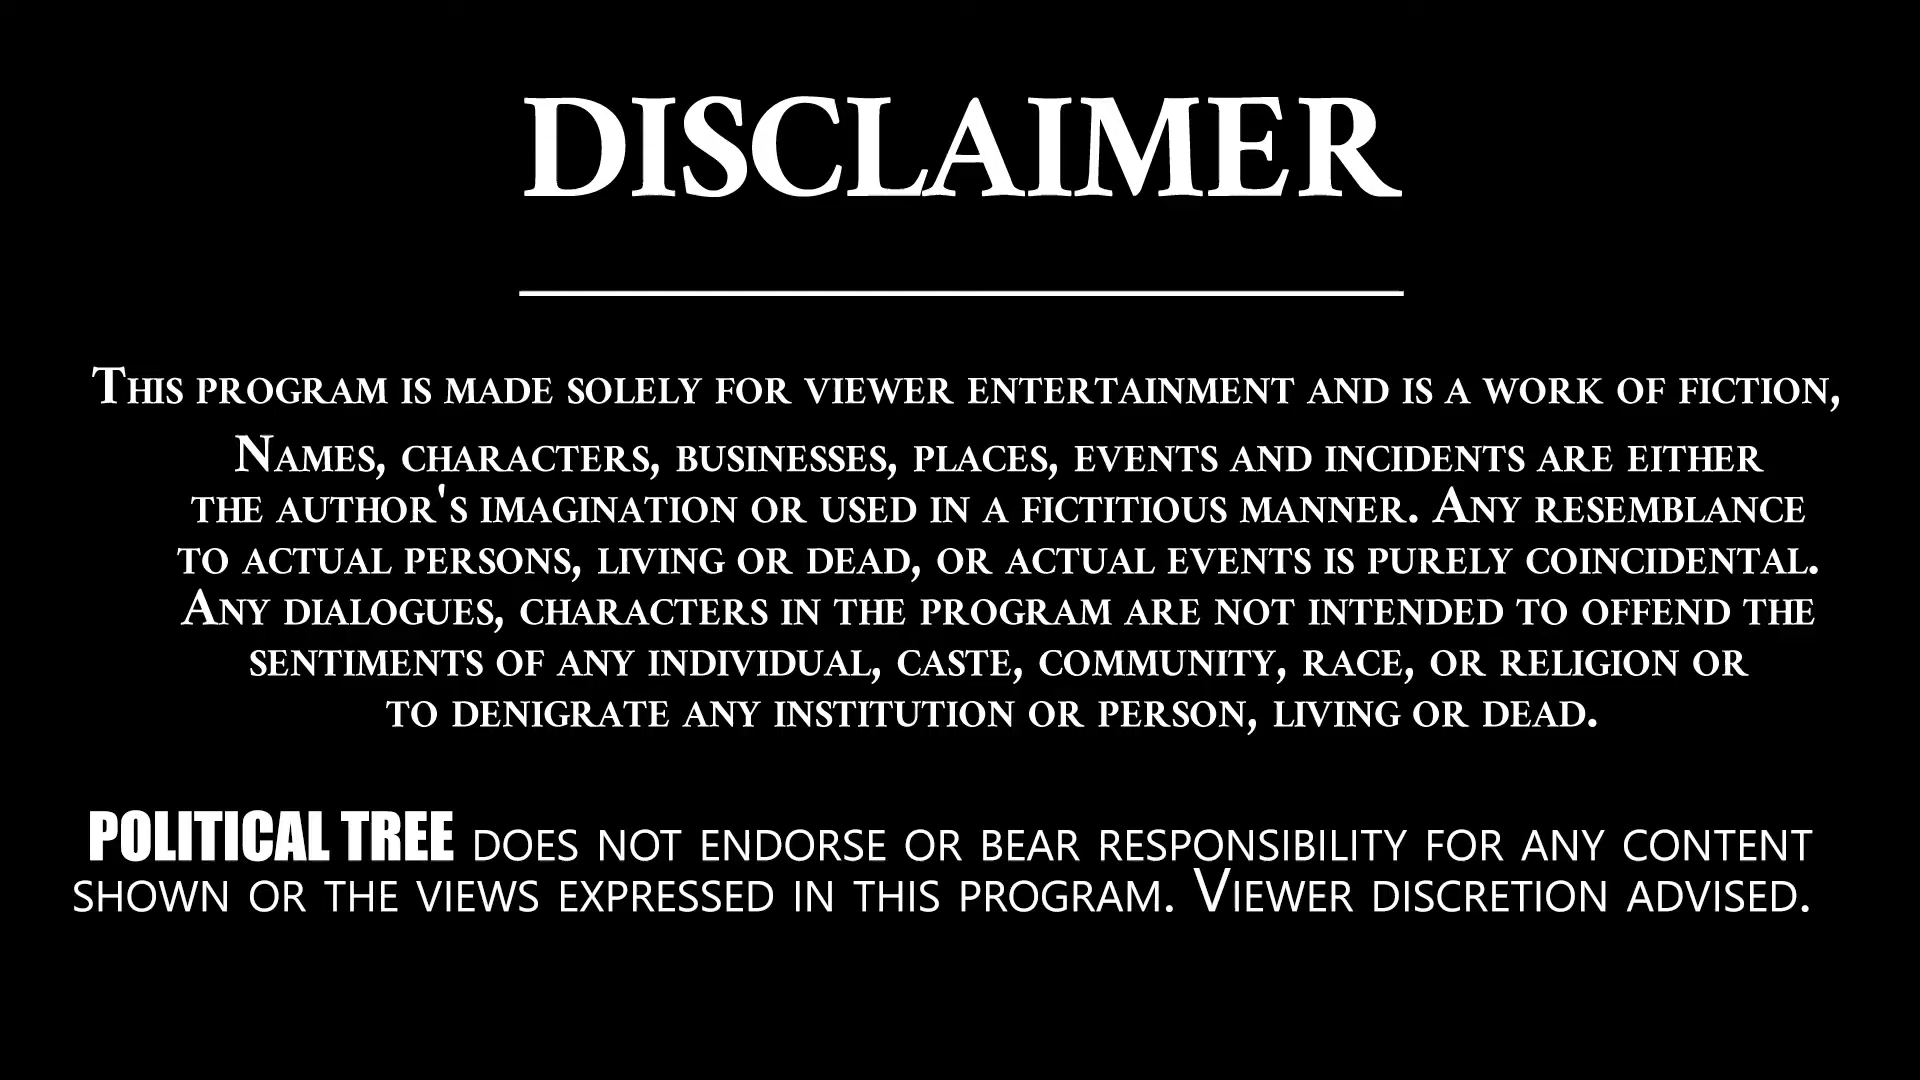 DISCLAIMER
This program is made solely for viewer entertainment and is a work of fiction,
Names, characters, businesses, places, events and incidents are either
the author's imagination or used in a fictitious manner. Any resemblance
to actual persons, living or dead, or actual events is purely coincidental.
Any dialogues, characters in the program are not intended to offend the
sentiments of any individual, caste, community, race, or religion or
to denigrate any institution or person, living or dead.
POLITICAL TREE does not endorse or bear responsibility for any content
shown or the views expressed in this program. Viewer discretion advised.